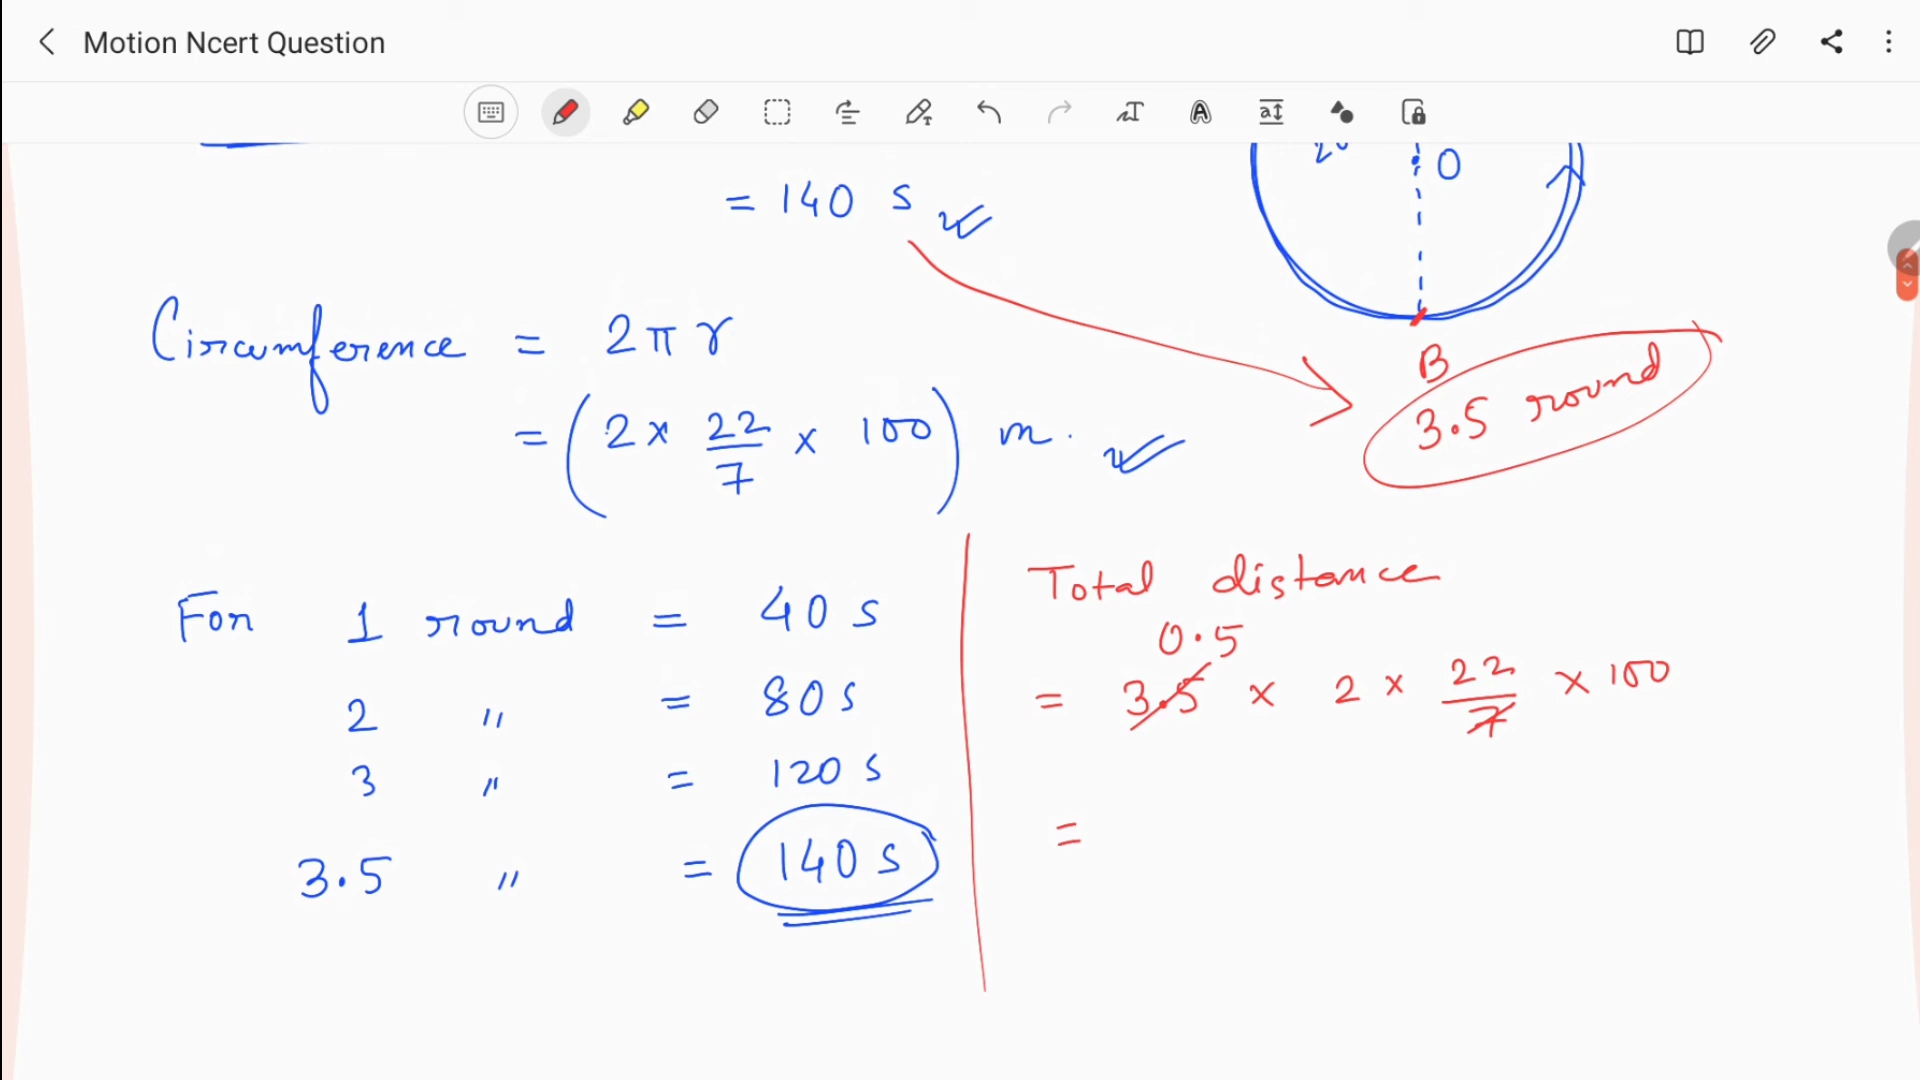 Motion Ncert Question
= 140 s
O
Circumference = 2πr
= (2 × 22/7 × 100) m.
B
3.5 round
For 1 round = 40 s
2 〃 = 80 s
3 〃 = 120 s
3.5 〃 = 140 s
Total distance
0.5
= 3.5 × 2 × 22/7 × 100
=